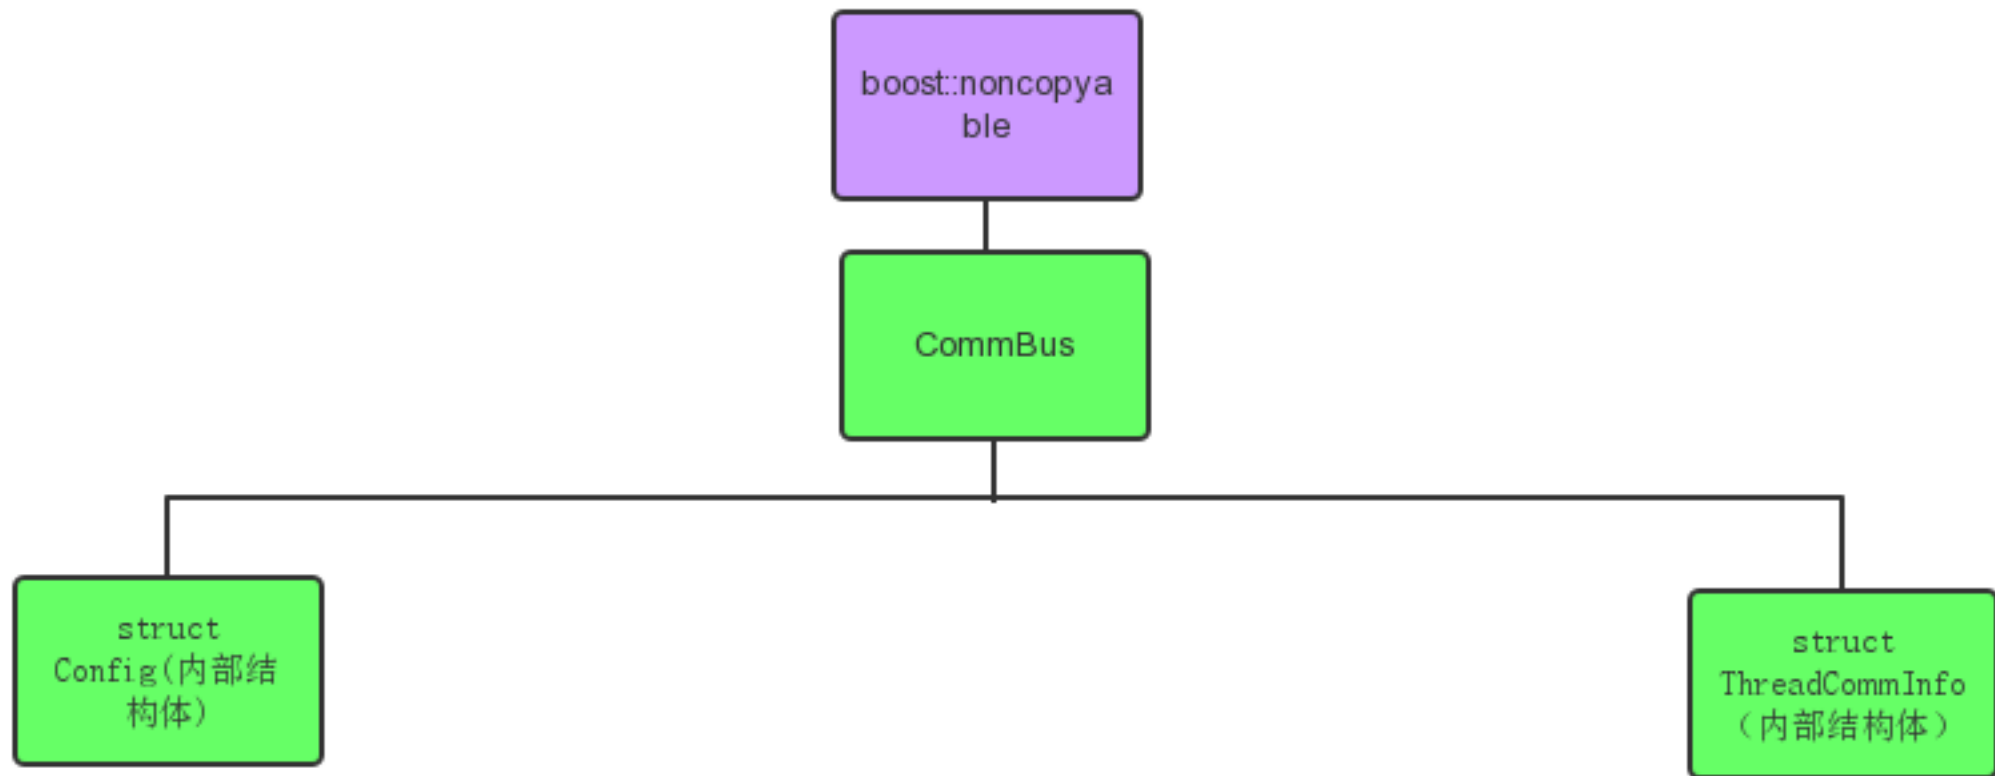 boost::noncopya
ble
CommBus
struct
Config(内部结
构体)
struct
ThreadCommInfo
（内部结构体）